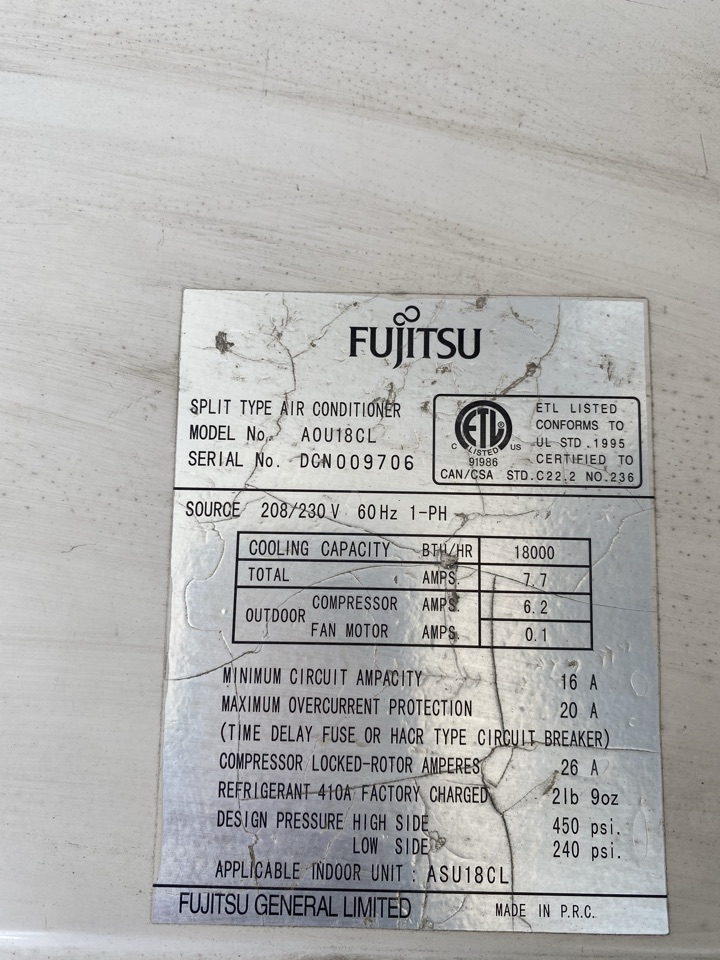 FUJITSU
SPLIT TYPE AIR CONDITIONER
MODEL No. AOU18CL
SERIAL No. DCN009706
ETL LISTED
CONFORMS TO
UL STD.1995
CERTIFIED TO
CAN/CSA STD.C22.2 NO.236
ETL
®
C LISTED US
91986
SOURCE 208/230V 60Hz 1-PH
COOLING CAPACITY BTU/HR 18000
TOTAL AMPS. 7.7
OUTDOOR COMPRESSOR AMPS. 6.2
FAN MOTOR AMPS. 0.1
MINIMUM CIRCUIT AMPACITY 16 A
MAXIMUM OVERCURRENT PROTECTION 20 A
(TIME DELAY FUSE OR HACR TYPE CIRCUIT BREAKER)
COMPRESSOR LOCKED-ROTOR AMPERES 26 A
REFRIGERANT 410A FACTORY CHARGED 2lb 9oz
DESIGN PRESSURE HIGH SIDE 450 psi.
LOW SIDE 240 psi.
APPLICABLE INDOOR UNIT : ASU18CL
FUJITSU GENERAL LIMITED MADE IN P.R.C.